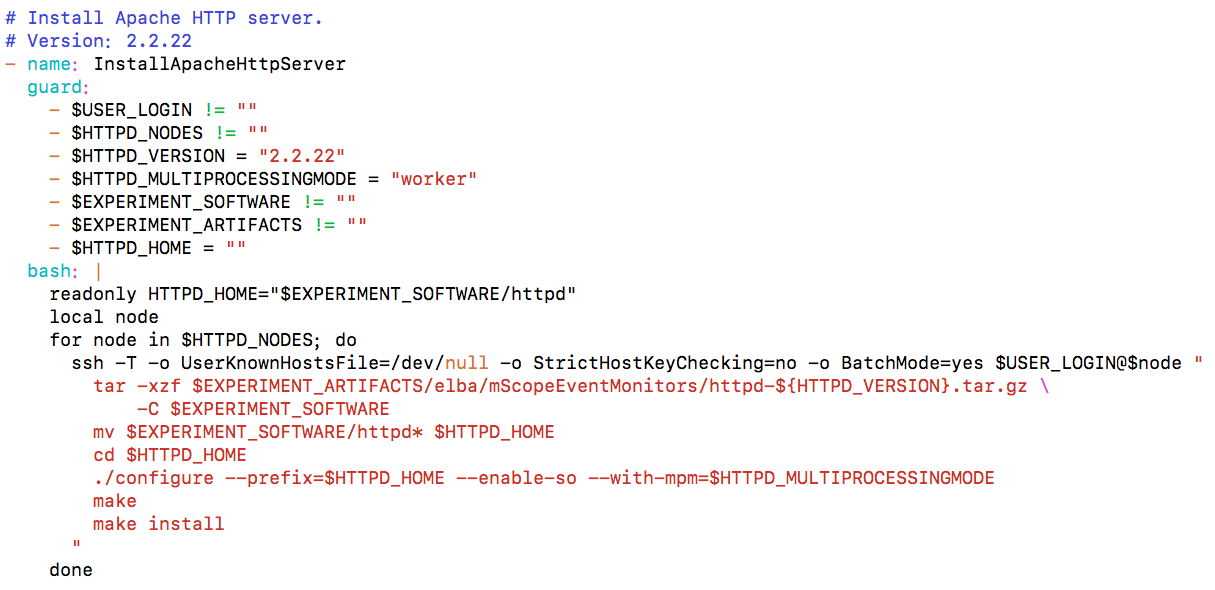 # Install Apache HTTP server.
# Version: 2.2.22
- name: InstallApacheHttpServer
  guard:
    - $USER_LOGIN != ""
    - $HTTPD_NODES != ""
    - $HTTPD_VERSION = "2.2.22"
    - $HTTPD_MULTIPROCESSINGMODE = "worker"
    - $EXPERIMENT_SOFTWARE != ""
    - $EXPERIMENT_ARTIFACTS != ""
    - $HTTPD_HOME = ""
  bash: |
    readonly HTTPD_HOME="$EXPERIMENT_SOFTWARE/httpd"
    local node
    for node in $HTTPD_NODES; do
      ssh -T -o UserKnownHostsFile=/dev/null -o StrictHostKeyChecking=no -o BatchMode=yes $USER_LOGIN@$node "
        tar -xzf $EXPERIMENT_ARTIFACTS/elba/mScopeEventMonitors/httpd-${HTTPD_VERSION}.tar.gz \
            -C $EXPERIMENT_SOFTWARE
        mv $EXPERIMENT_SOFTWARE/httpd* $HTTPD_HOME
        cd $HTTPD_HOME
        ./configure --prefix=$HTTPD_HOME --enable-so --with-mpm=$HTTPD_MULTIPROCESSINGMODE
        make
        make install
      "
    done